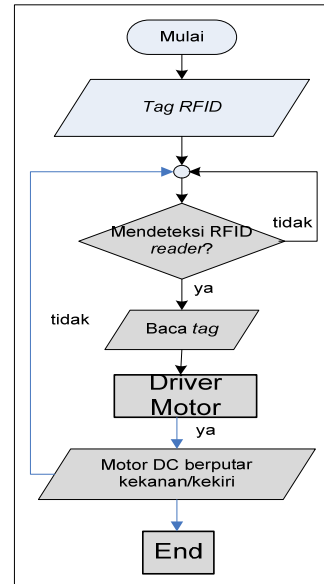 Mulai
Tag RFID
Mendeteksi RFID
reader?
tidak
ya
tidak
Baca tag
Driver
Motor
ya
Motor DC berputar
kekanan/kekiri
End